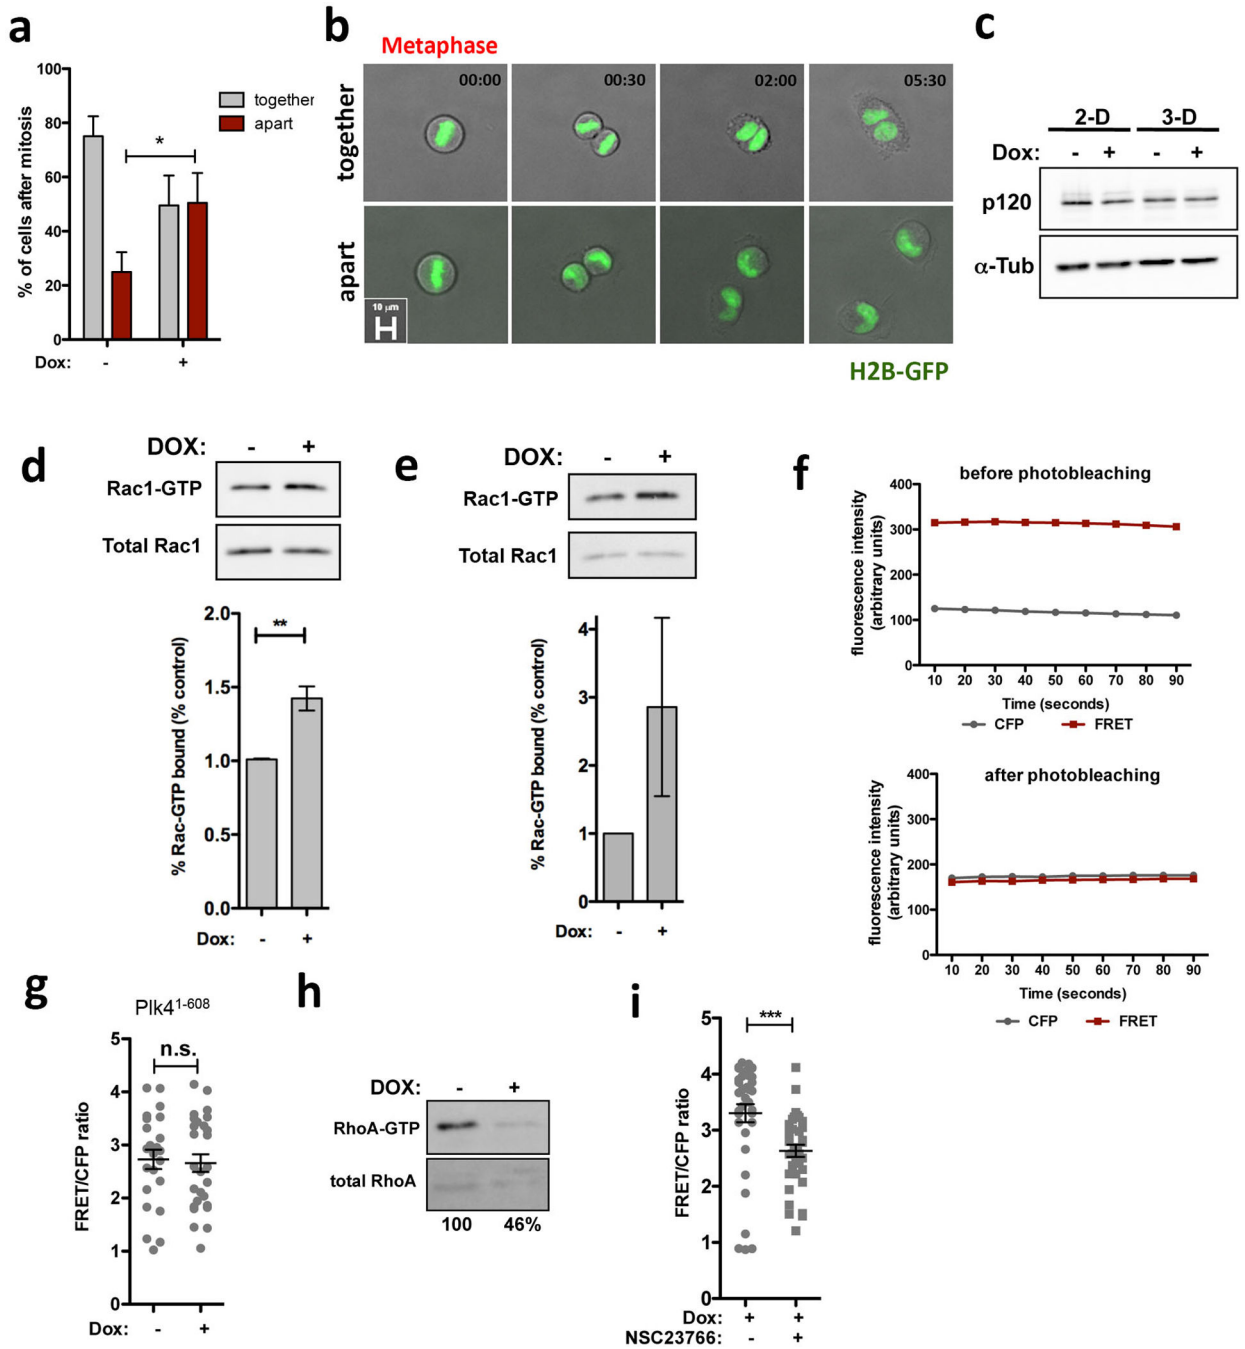 a
100
80
60
40
20
0
% of cells after mitosis
together
apart
*
Dox:
-
+
b
Metaphase
together
apart
00:00
00:30
02:00
05:30
10 μm
H2B-GFP
c
2-D
3-D
Dox: - + - +
p120
α-Tub
d
DOX: - +
Rac1-GTP
Total Rac1
2.0
1.5
1.0
0.5
0.0
% Rac-GTP bound (% control)
**
Dox: - +
e
DOX: - +
Rac1-GTP
Total Rac1
4
3
2
1
0
% Rac-GTP bound (% control)
Dox: - +
f
before photobleaching
400
300
200
100
0
fluorescence intensity
(arbitrary units)
10 20 30 40 50 60 70 80 90
Time (seconds)
CFP FRET
after photobleaching
400
300
200
100
0
fluorescence intensity
(arbitrary units)
10 20 30 40 50 60 70 80 90
Time (seconds)
CFP FRET
g
Plk4¹⁻⁶⁰⁸
n.s.
5
4
3
2
1
0
FRET/CFP ratio
Dox: - +
h
DOX: - +
RhoA-GTP
total RhoA
100 46%
i
***
5
4
3
2
1
0
FRET/CFP ratio
Dox: + +
NSC23766: - +